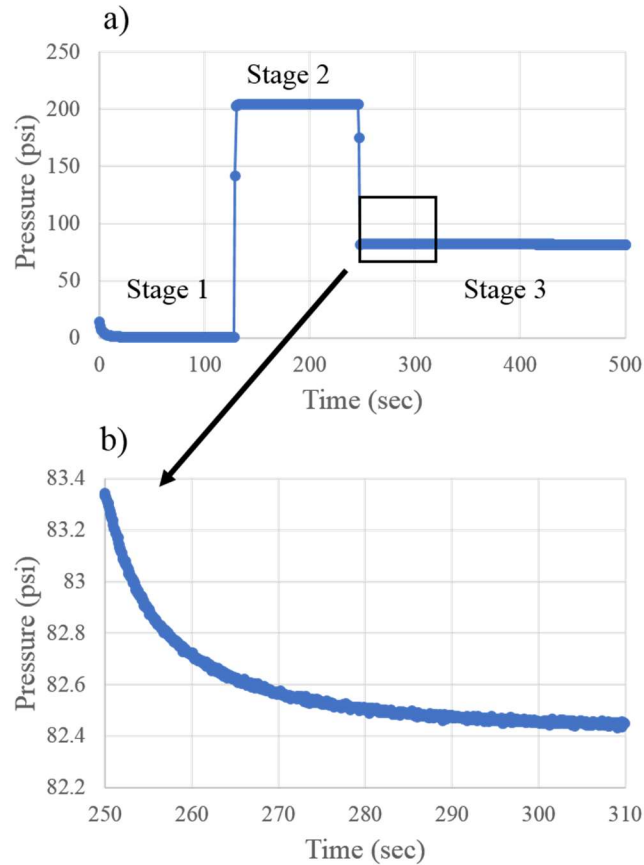 a)
250
Stage 2
200
150
100
50
Stage 1
Stage 3
0
0 100 200 300 400 500
Pressure (psi)
Time (sec)
b)
83.4
83.2
83
82.8
82.6
82.4
82.2
250 260 270 280 290 300 310
Pressure (psi)
Time (sec)